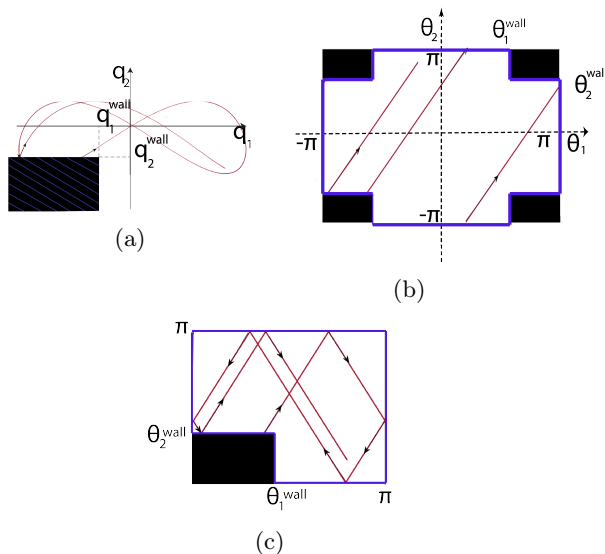 q₂
q₁ʷᵃˡˡ
q₁
q₂ʷᵃˡˡ
(a)
θ₂
θ₁ʷᵃˡˡ
π
θ₂ʷᵃˡ
-π
π
θ₁
-π
(b)
π
θ₂ʷᵃˡˡ
θ₁ʷᵃˡˡ
π
(c)